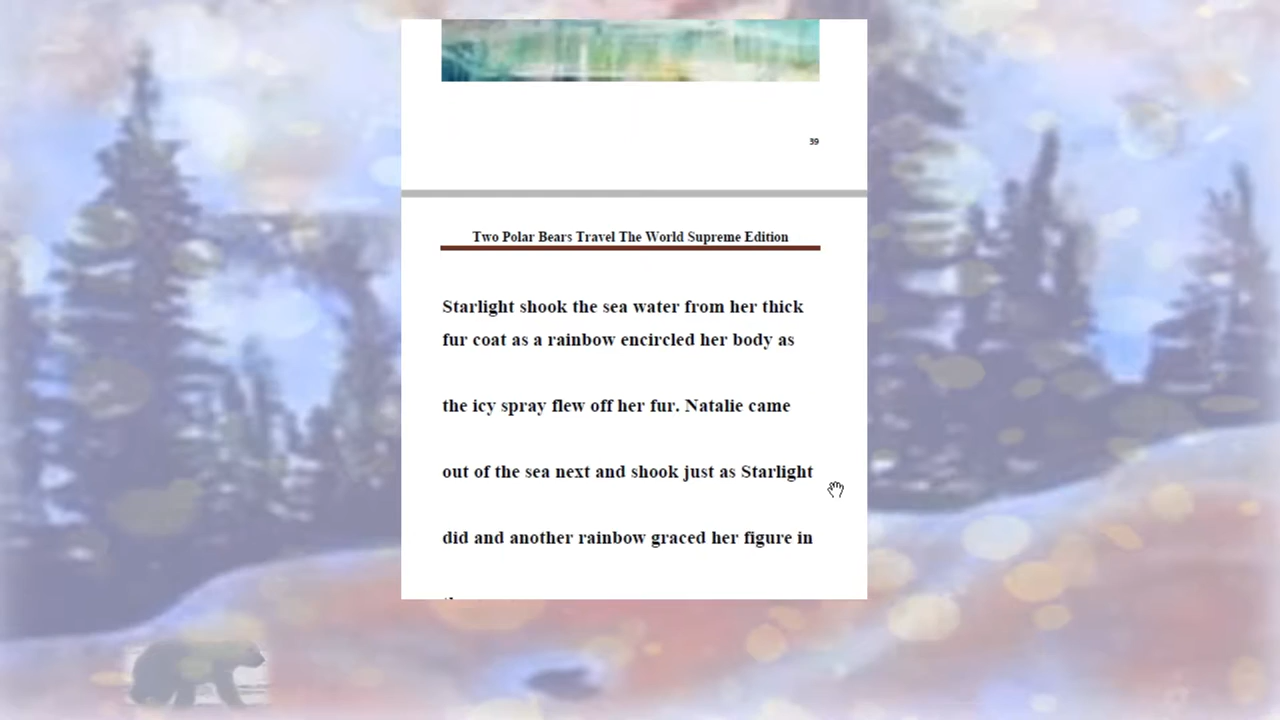 39
Two Polar Bears Travel The World Supreme Edition
Starlight shook the sea water from her thick
fur coat as a rainbow encircled her body as
the icy spray flew off her fur. Natalie came
out of the sea next and shook just as Starlight
did and another rainbow graced her figure in